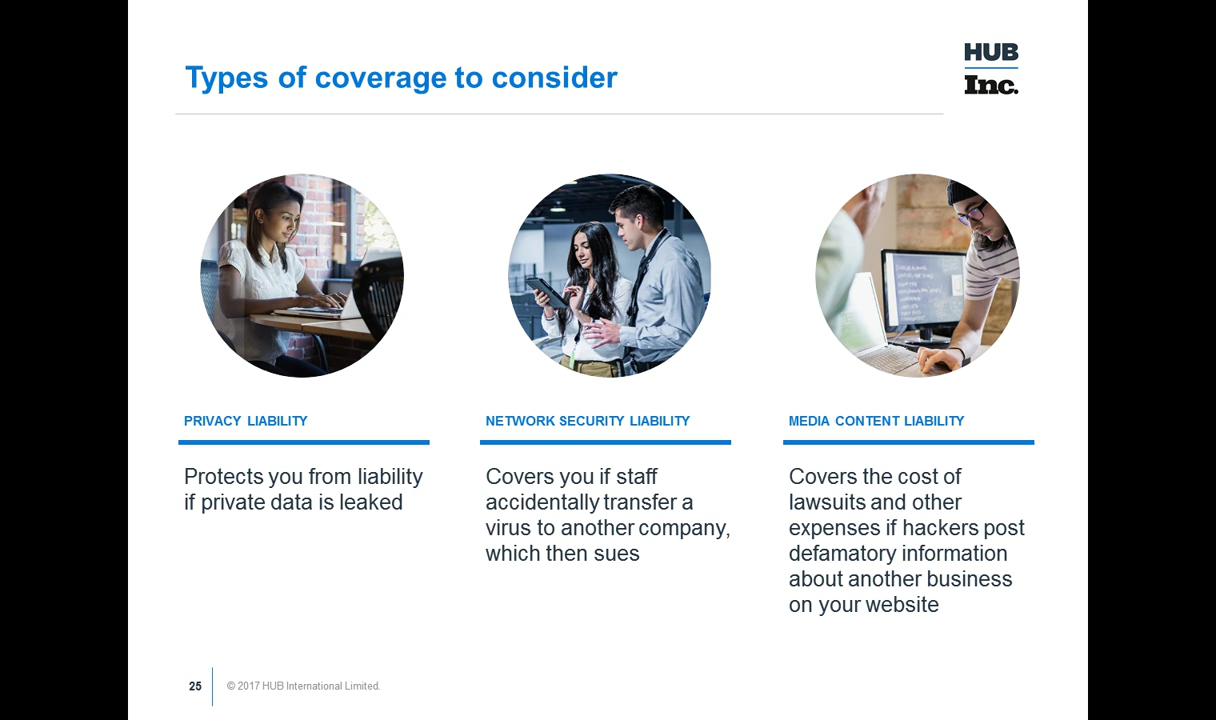 Types of coverage to consider
HUB
Inc.
PRIVACY LIABILITY
Protects you from liability
if private data is leaked
NETWORK SECURITY LIABILITY
Covers you if staff
accidentally transfer a
virus to another company,
which then sues
MEDIA CONTENT LIABILITY
Covers the cost of
lawsuits and other
expenses if hackers post
defamatory information
about another business
on your website
25
© 2017 HUB International Limited.